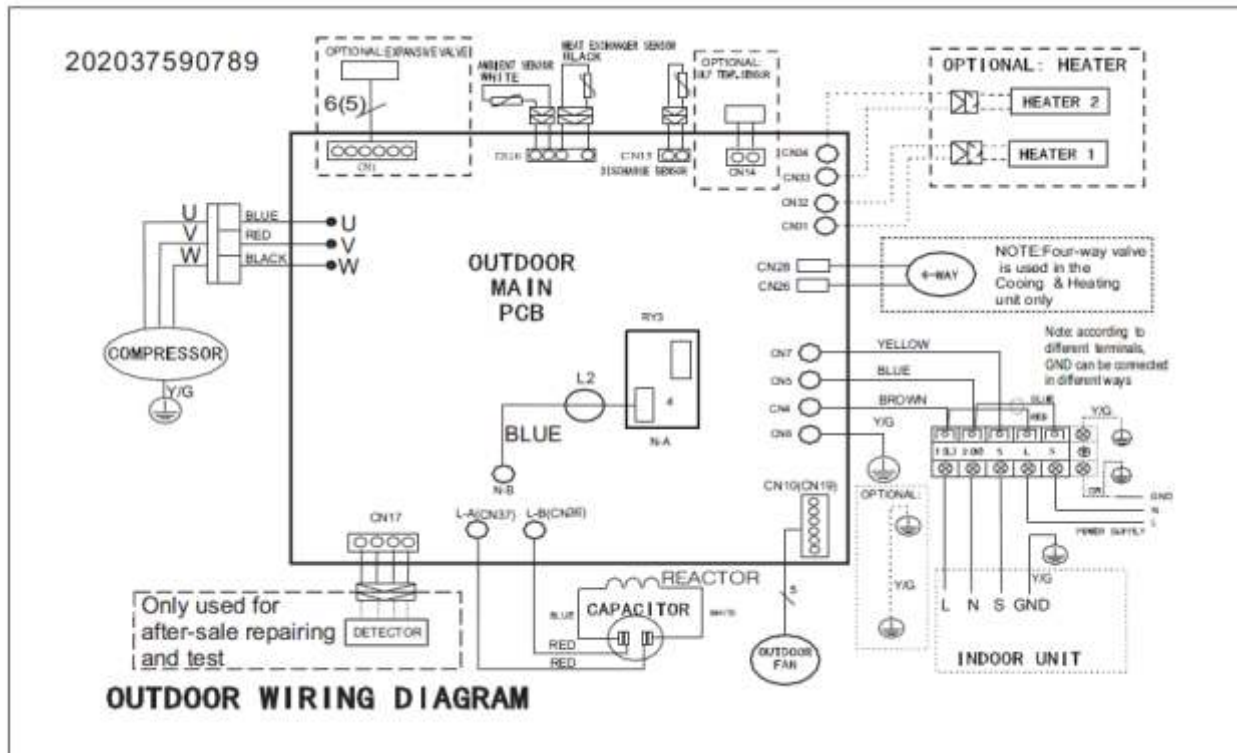 202037590789
OPTIONAL:EXPANSIVE VALVE
6(5)
CN1
AMBIENT SENSOR
WHITE
HEAT EXCHANGER SENSOR
BLACK
CN15
DISCHARGE SENSOR
OPTIONAL:
CN14
OPTIONAL: HEATER
HEATER 2
HEATER 1
CN33
CN32
U
V
W
BLUE
RED
BLACK
U
V
W
COMPRESSOR
Y/G
OUTDOOR
MAIN
PCB
CN28
CN26
4-WAY
NOTE:Four-way valve
is used in the
Cooing & Heating
unit only
Note: according to
different terminals,
GND can be connected
in different ways
RY3
4
N-A
L2
BLUE
N-B
CN7
YELLOW
CN5
BLUE
CN4
BROWN
Y/G
BLUE
RED
Y/G
S
L
GND
N
POWER SUPPLY
OPTIONAL:
Y/G
CN10(CN19)
5
OUTDOOR
FAN
L N S GND
Y/G
INDOOR UNIT
CN17
L-A(CN37)
L-B(CN36)
REACTOR
CAPACITOR
BLUE
WHITE
RED
RED
Only used for
after-sale repairing
and test
DETECTOR
OUTDOOR WIRING DIAGRAM